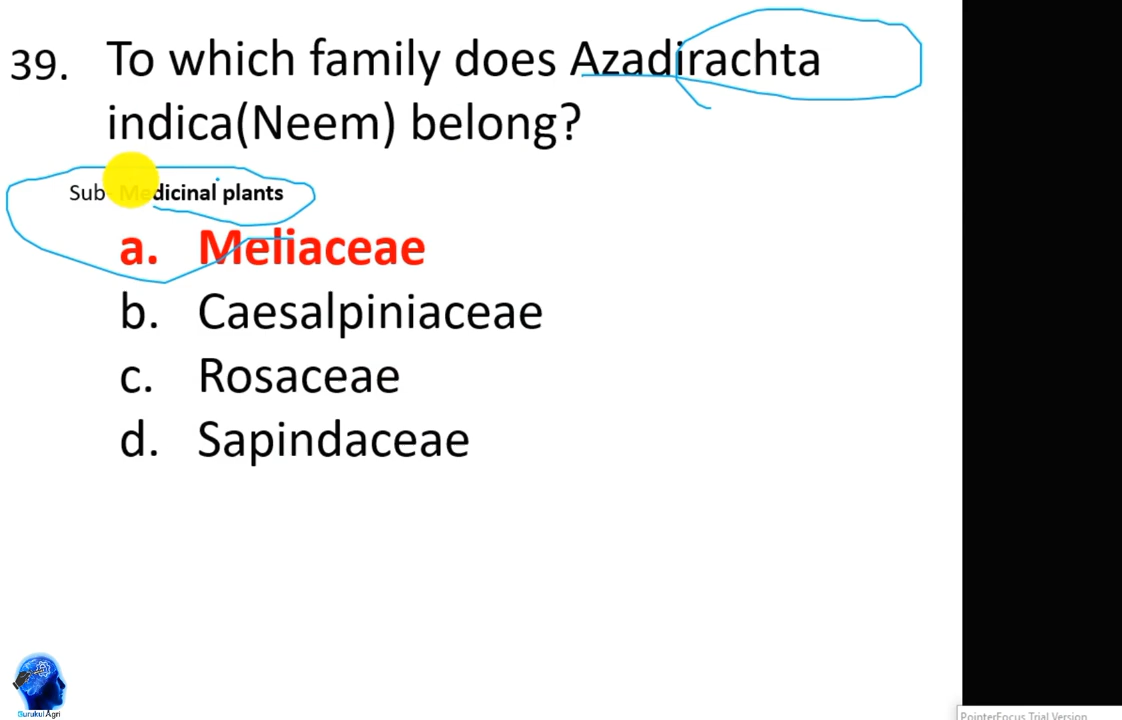 39. To which family does Azadirachta
indica(Neem) belong?
Sub Medicinal plants
a. Meliaceae
b. Caesalpiniaceae
c. Rosaceae
d. Sapindaceae
Gurukul Agri
PointerFocus Trial Version